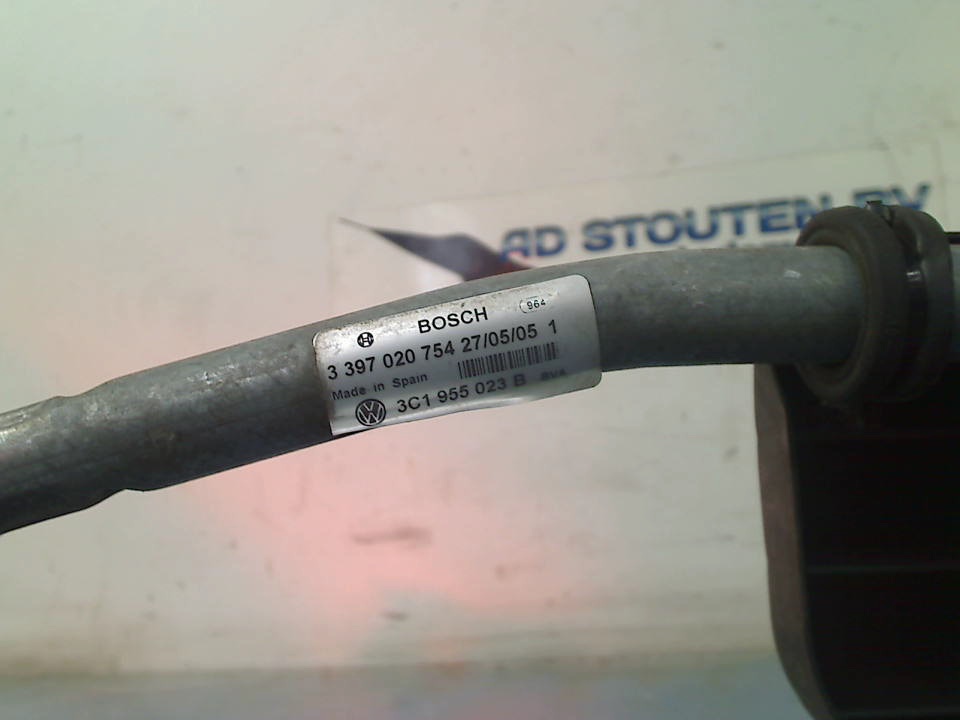 AD STOUTEN BV
BOSCH 964
3 397 020 754 27/05/05 1
Made in Spain
3C1 955 023 B